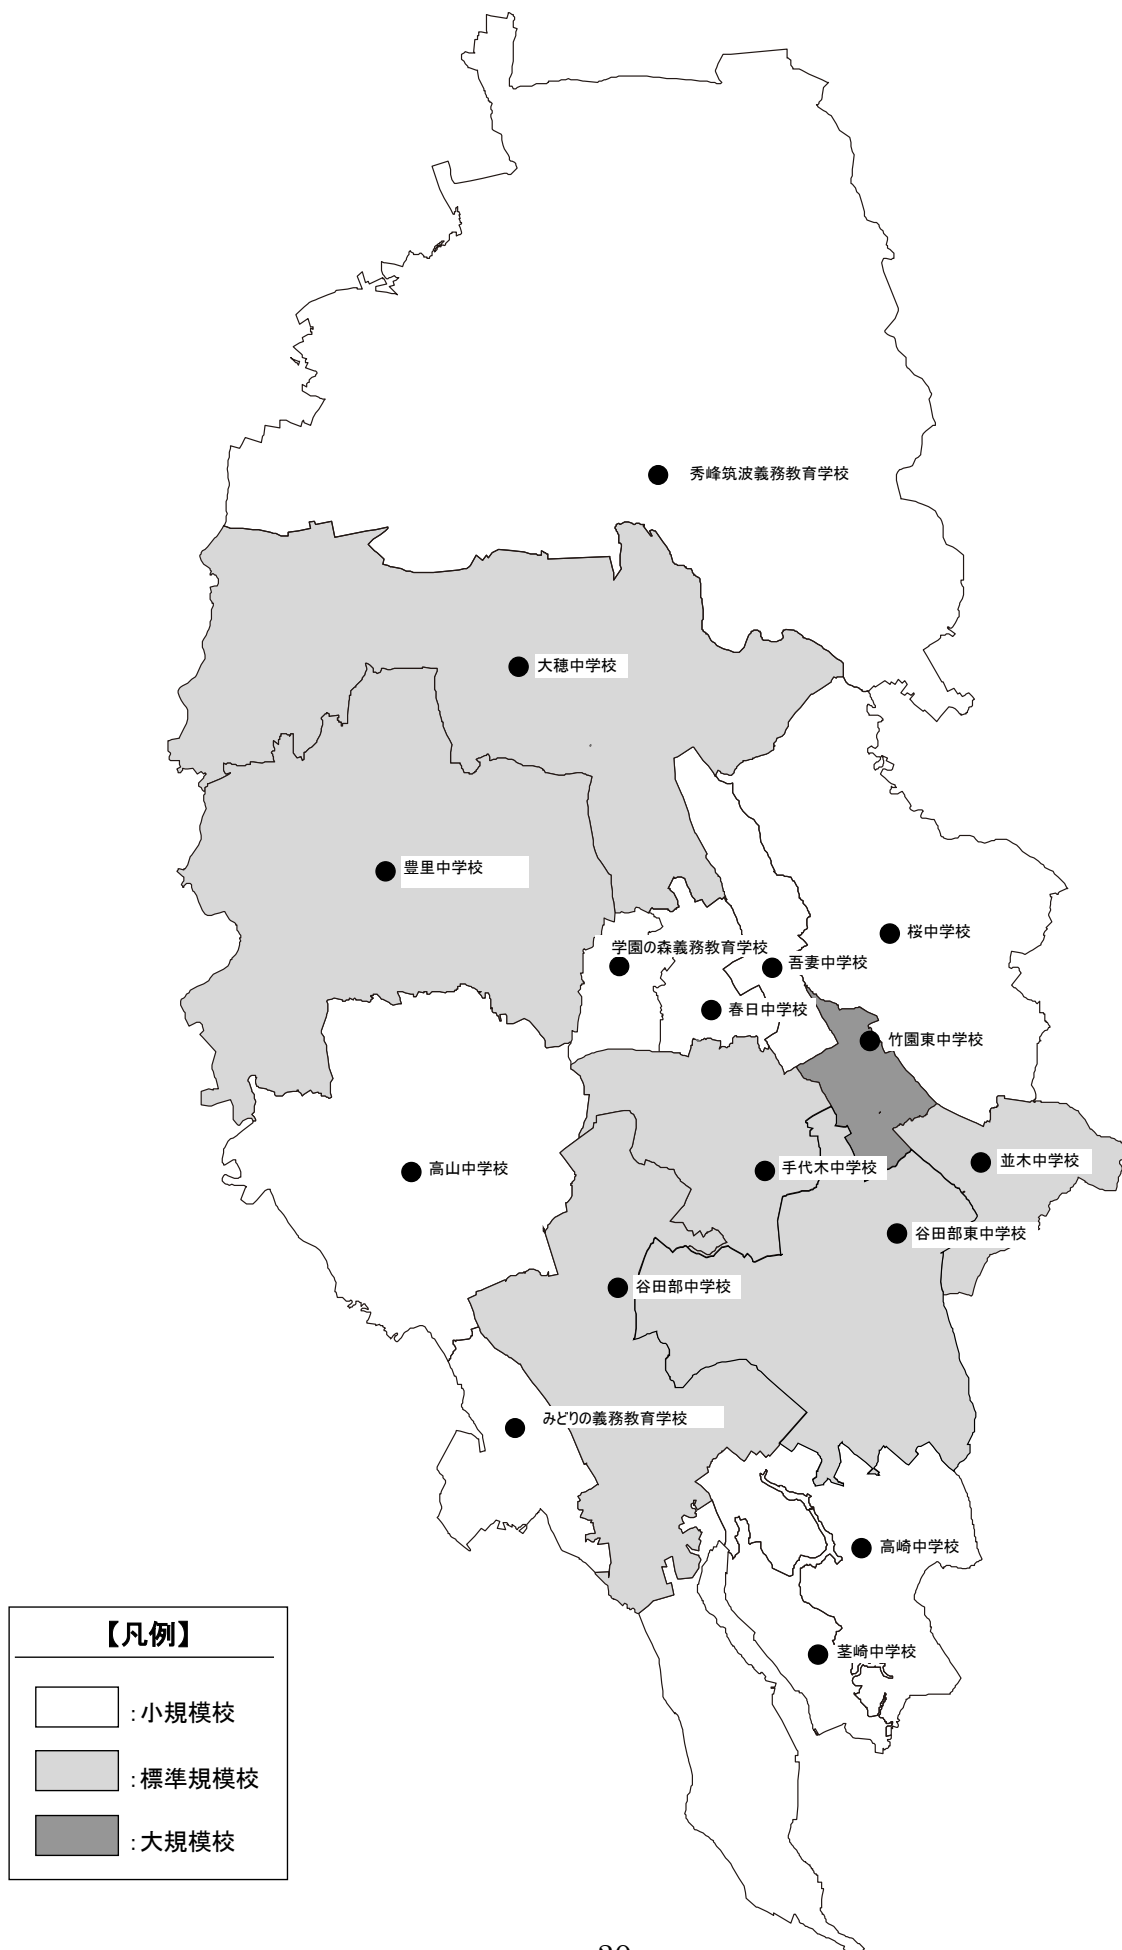 秀峰筑波義務教育学校
大穂中学校
豊里中学校
桜中学校
学園の森義務教育学校
吾妻中学校
春日中学校
竹園東中学校
並木中学校
手代木中学校
高山中学校
谷田部東中学校
谷田部中学校
みどりの義務教育学校
高崎中学校
茎崎中学校
【凡例】
:小規模校
:標準規模校
:大規模校